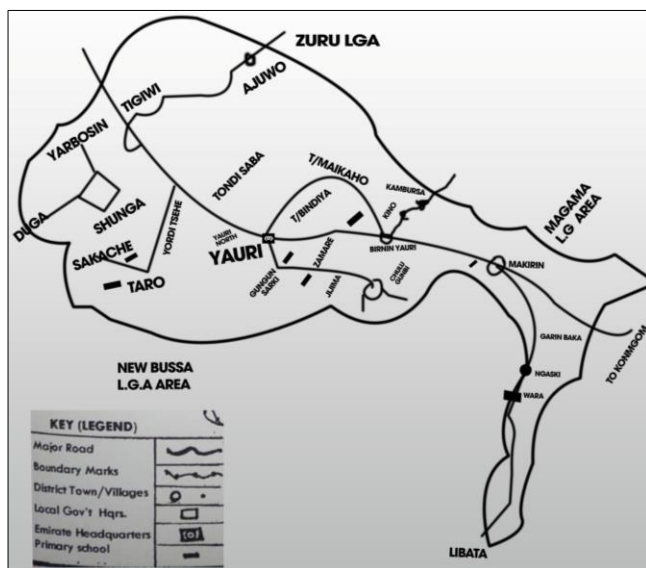 ZURU LGA
AJUWO
TIGIWI
YARBOSIN
DUGA
SHUNGA
YORDI TSEHE
SAKACHE
TARO
TONDI SABA
T/MAIKAHO
T/BINDIYA
KAMBURSA
KINO
YAURI
NORTH
YAURI
ZAMARE
BIRNIN YAURI
GUNGUN
SARKI
JIJIMA
CHULU
GUNBI
MAGAMA
L.G AREA
MAKIRIN
GARIN BAKA
TO KONMGOM
NGASKI
WARA
LIBATA
NEW BUSSA
L.G.A AREA
KEY (LEGEND)
Major Road
Boundary Marks
District Town/Villages
Local Gov't Hqrs.
Emirate Headquarters
Primary school